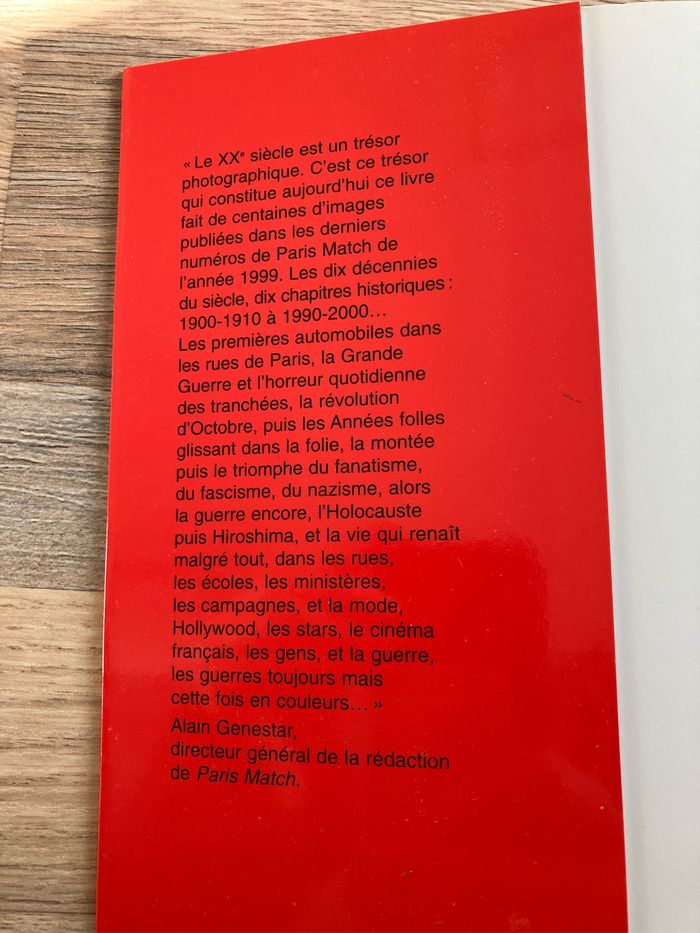 « Le XXe siècle est un trésor
photographique. C'est ce trésor
qui constitue aujourd'hui ce livre
fait de centaines d'images
publiées dans les derniers
numéros de Paris Match de
l'année 1999. Les dix décennies
du siècle, dix chapitres historiques :
1900-1910 à 1990-2000...
Les premières automobiles dans
les rues de Paris, la Grande
Guerre et l'horreur quotidienne
des tranchées, la révolution
d'Octobre, puis les Années folles
glissant dans la folie, la montée
puis le triomphe du fanatisme,
du fascisme, du nazisme, alors
la guerre encore, l'Holocauste
puis Hiroshima, et la vie qui renaît
malgré tout, dans les rues,
les écoles, les ministères,
les campagnes, et la mode,
Hollywood, les stars, le cinéma
français, les gens, et la guerre,
les guerres toujours mais
cette fois en couleurs... »
Alain Genestar,
directeur général de la rédaction
de Paris Match.